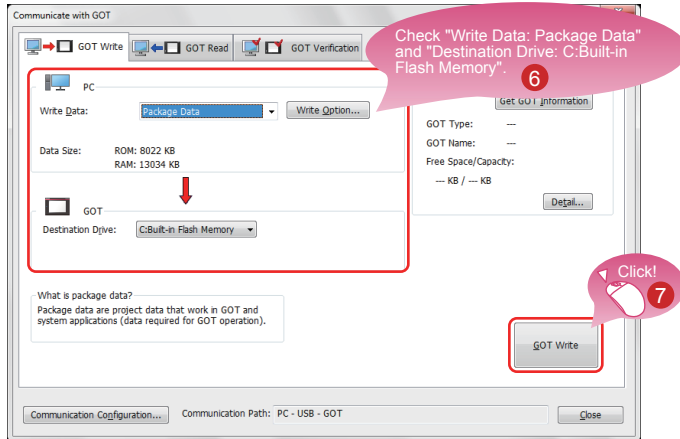 Communicate with GOT
GOT Write
GOT Read
GOT Verification
Check "Write Data: Package Data"
and "Destination Drive: C:Built-in
Flash Memory".
6
PC
Write Data:
Package Data
Write Option...
Get GOT Information
GOT Type: ---
GOT Name: ---
Free Space/Capacity:
--- KB / --- KB
Detail...
Data Size: ROM: 8022 KB
RAM: 13034 KB
GOT
Destination Drive: C:Built-in Flash Memory
What is package data?
Package data are project data that work in GOT and
system applications (data required for GOT operation).
Click!
7
GOT Write
Communication Configuration...
Communication Path: PC - USB - GOT
Close